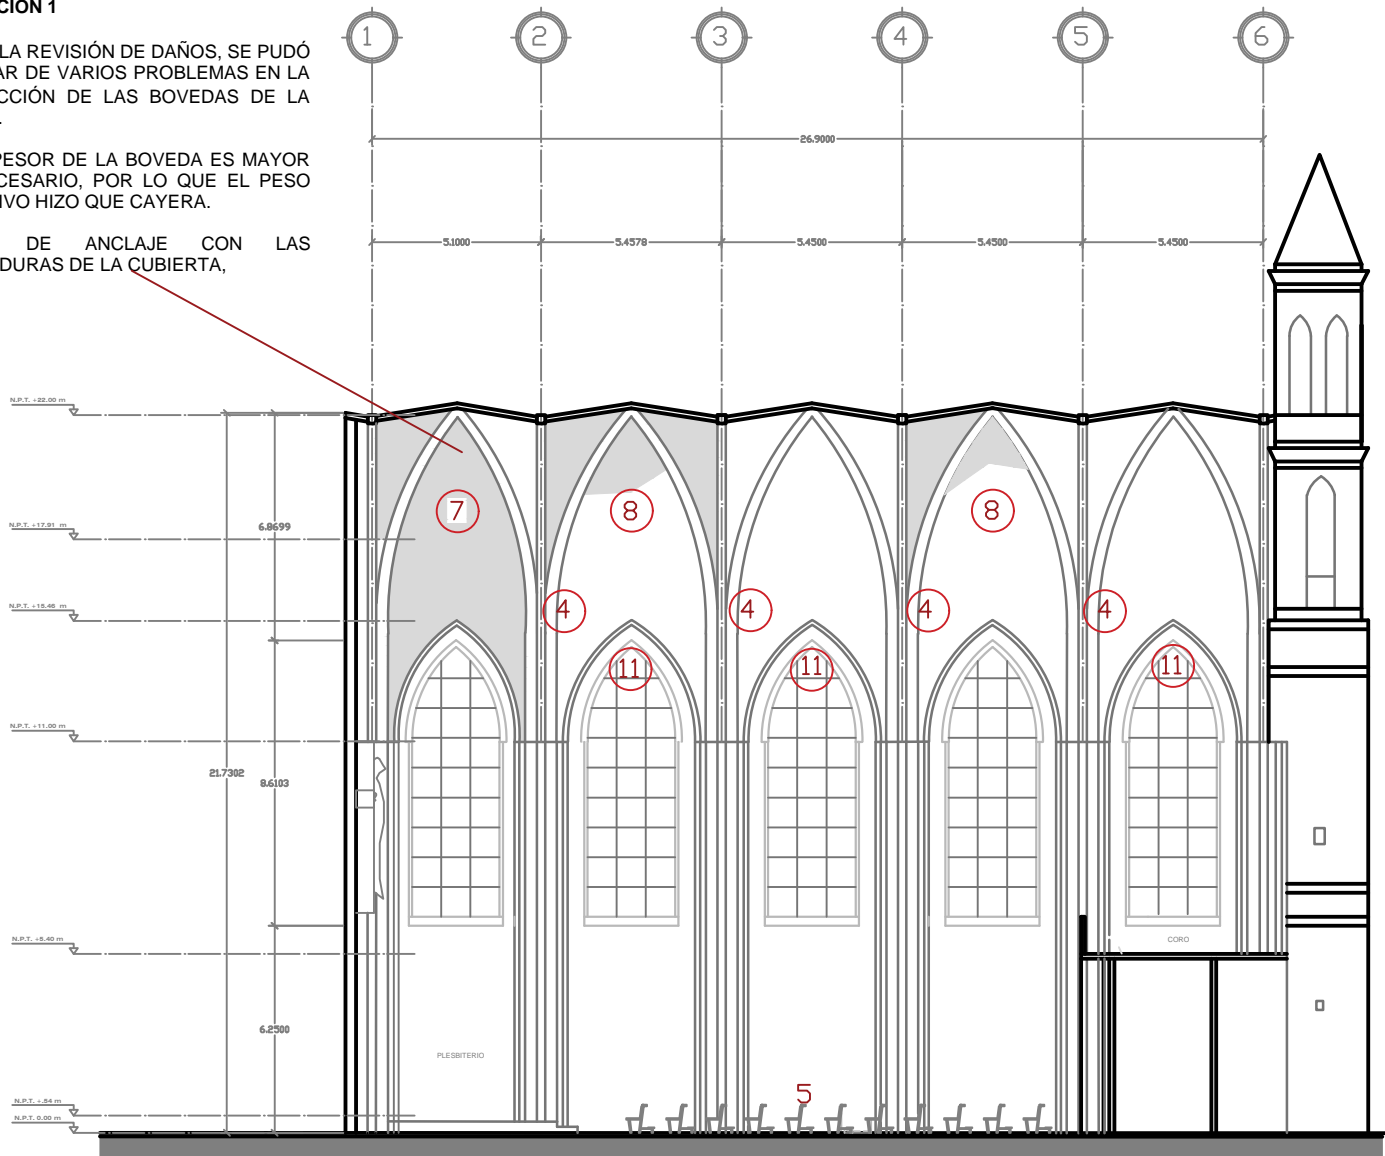 CIÓN 1
LA REVISIÓN DE DAÑOS, SE PUDÓ
AR DE VARIOS PROBLEMAS EN LA
CCIÓN DE LAS BOVEDAS DE LA
.
PESOR DE LA BOVEDA ES MAYOR
CESARIO, POR LO QUE EL PESO
IVO HIZO QUE CAYERA.
DE ANCLAJE CON LAS
DURAS DE LA CUBIERTA,
1 2 3 4 5 6
26.9000
5.1000 5.4578 5.4500 5.4500 5.4500
N.P.T. +22.00 m
7 8 8
N.P.T. +17.91 m
6.8699
N.P.T. +15.46 m
4 4 4 4
11 11 11
N.P.T. +11.00 m
21.7302
8.6103
N.P.T. +5.40 m
CORO
6.2500
PLESBITERIO
5
N.P.T. +.54 m
N.P.T. 0.00 m